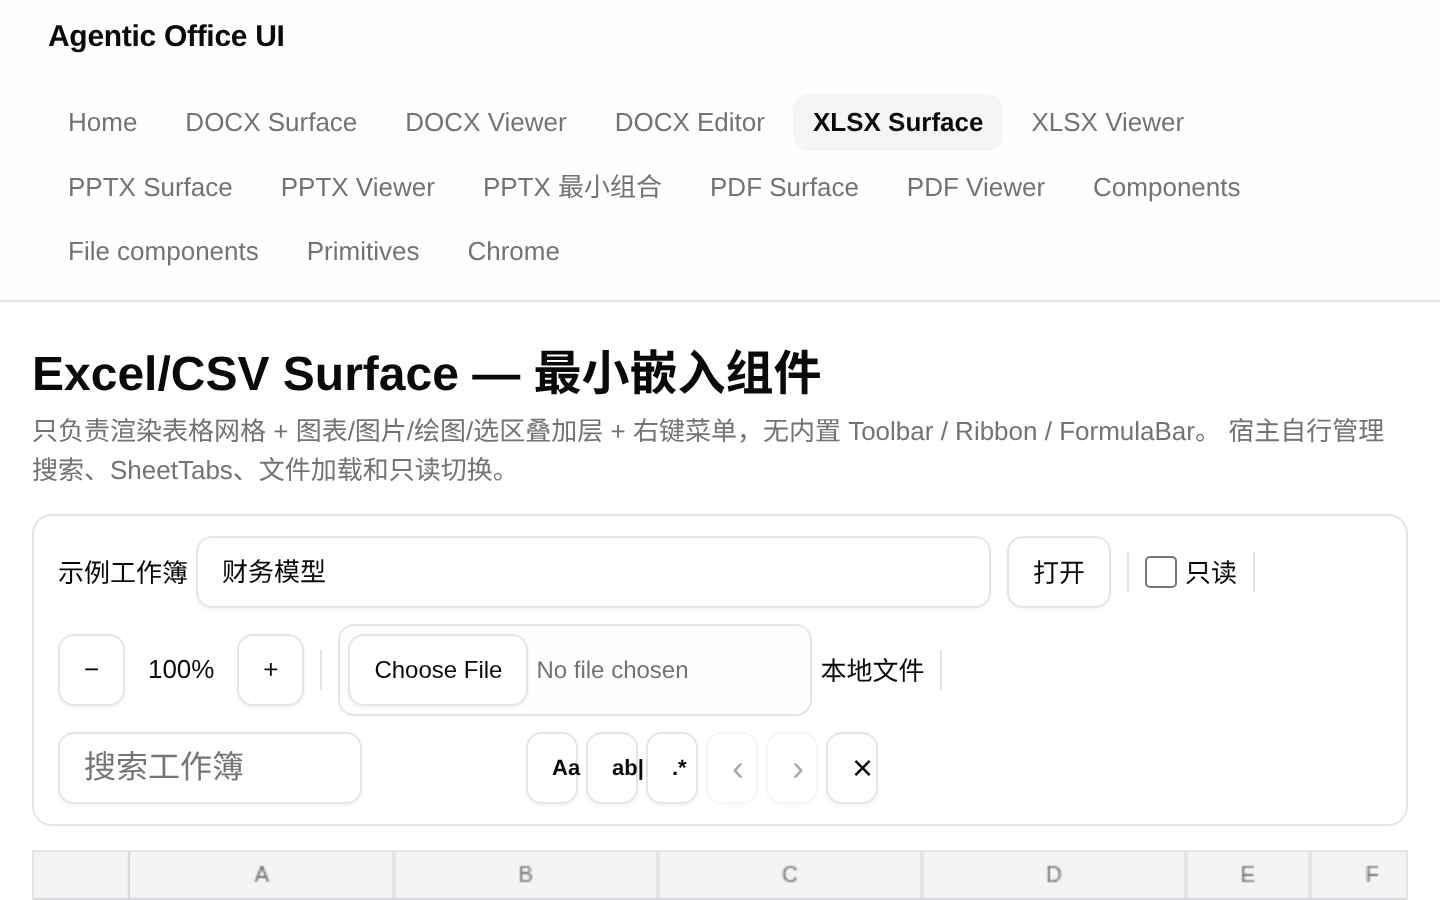 Agentic Office UI
Home DOCX Surface DOCX Viewer DOCX Editor XLSX Surface XLSX Viewer
PPTX Surface PPTX Viewer PPTX 最小组合 PDF Surface PDF Viewer Components
File components Primitives Chrome
Excel/CSV Surface — 最小嵌入组件
只负责渲染表格网格 + 图表/图片/绘图/选区叠加层 + 右键菜单，无内置 Toolbar / Ribbon / FormulaBar。 宿主自行管理
搜索、SheetTabs、文件加载和只读切换。
示例工作簿 财务模型 打开 只读
− 100% + Choose File No file chosen 本地文件
搜索工作簿 Aa ab| .* ‹ › ✕
A B C D E F